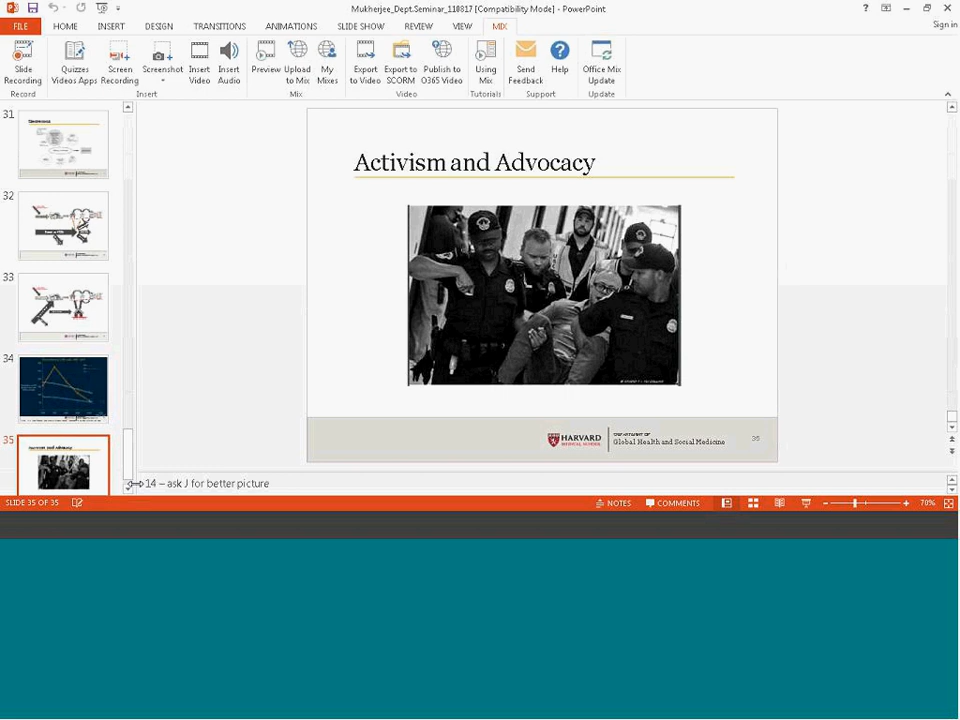 Mukherjee_Dept.Seminar_110817 [Compatibility Mode] - PowerPoint
FILE HOME INSERT DESIGN TRANSITIONS ANIMATIONS SLIDE SHOW REVIEW VIEW MIX Sign in
Slide Recording
Quizzes Videos Apps
Screen Recording
Screenshot
Insert Video
Insert Audio
Preview
Upload to Mix
My Mixes
Export to Video
Export to SCORM
Publish to O365 Video
Using Mix
Send Feedback
Help
Office Mix Update
Record Insert Mix Video Tutorials Support Update
31
32
33
34
35
Activism and Advocacy
HARVARD
MEDICAL SCHOOL
DEPARTMENT OF
Global Health and Social Medicine
35
14 – ask J for better picture
SLIDE 35 OF 35 NOTES COMMENTS 70%